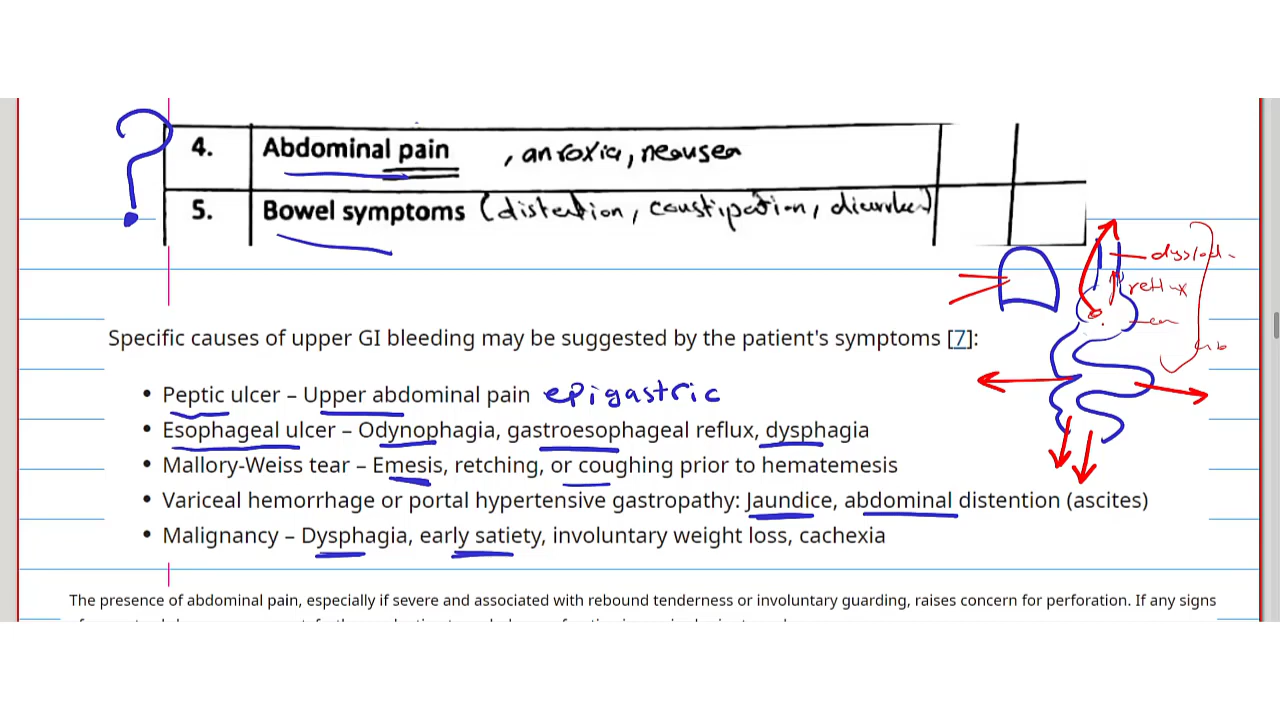 4. Abdominal pain , anroxia, neausea
5. Bowel symptoms (distention, constipation, diarrhea)
reflux
Specific causes of upper GI bleeding may be suggested by the patient's symptoms [7]:
• Peptic ulcer – Upper abdominal pain epigastric
• Esophageal ulcer – Odynophagia, gastroesophageal reflux, dysphagia
• Mallory-Weiss tear – Emesis, retching, or coughing prior to hematemesis
• Variceal hemorrhage or portal hypertensive gastropathy: Jaundice, abdominal distention (ascites)
• Malignancy – Dysphagia, early satiety, involuntary weight loss, cachexia
The presence of abdominal pain, especially if severe and associated with rebound tenderness or involuntary guarding, raises concern for perforation. If any signs